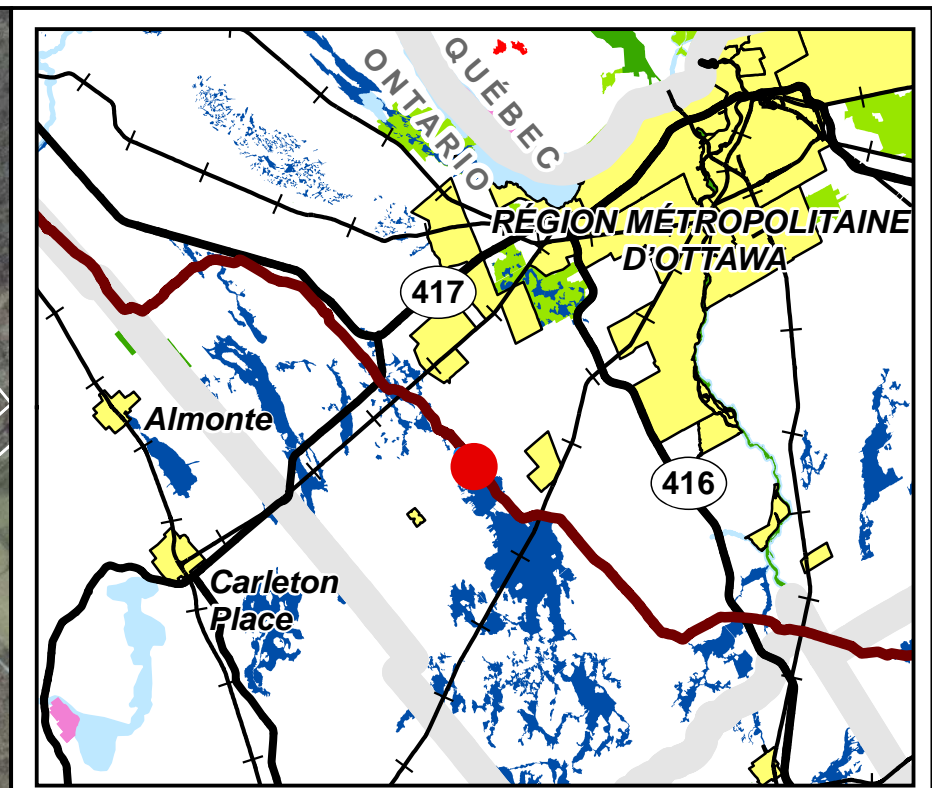 QUÉBEC
ONTARIO
RÉGION MÉTROPOLITAINE
D'OTTAWA
417
Almonte
416
Carleton
Place